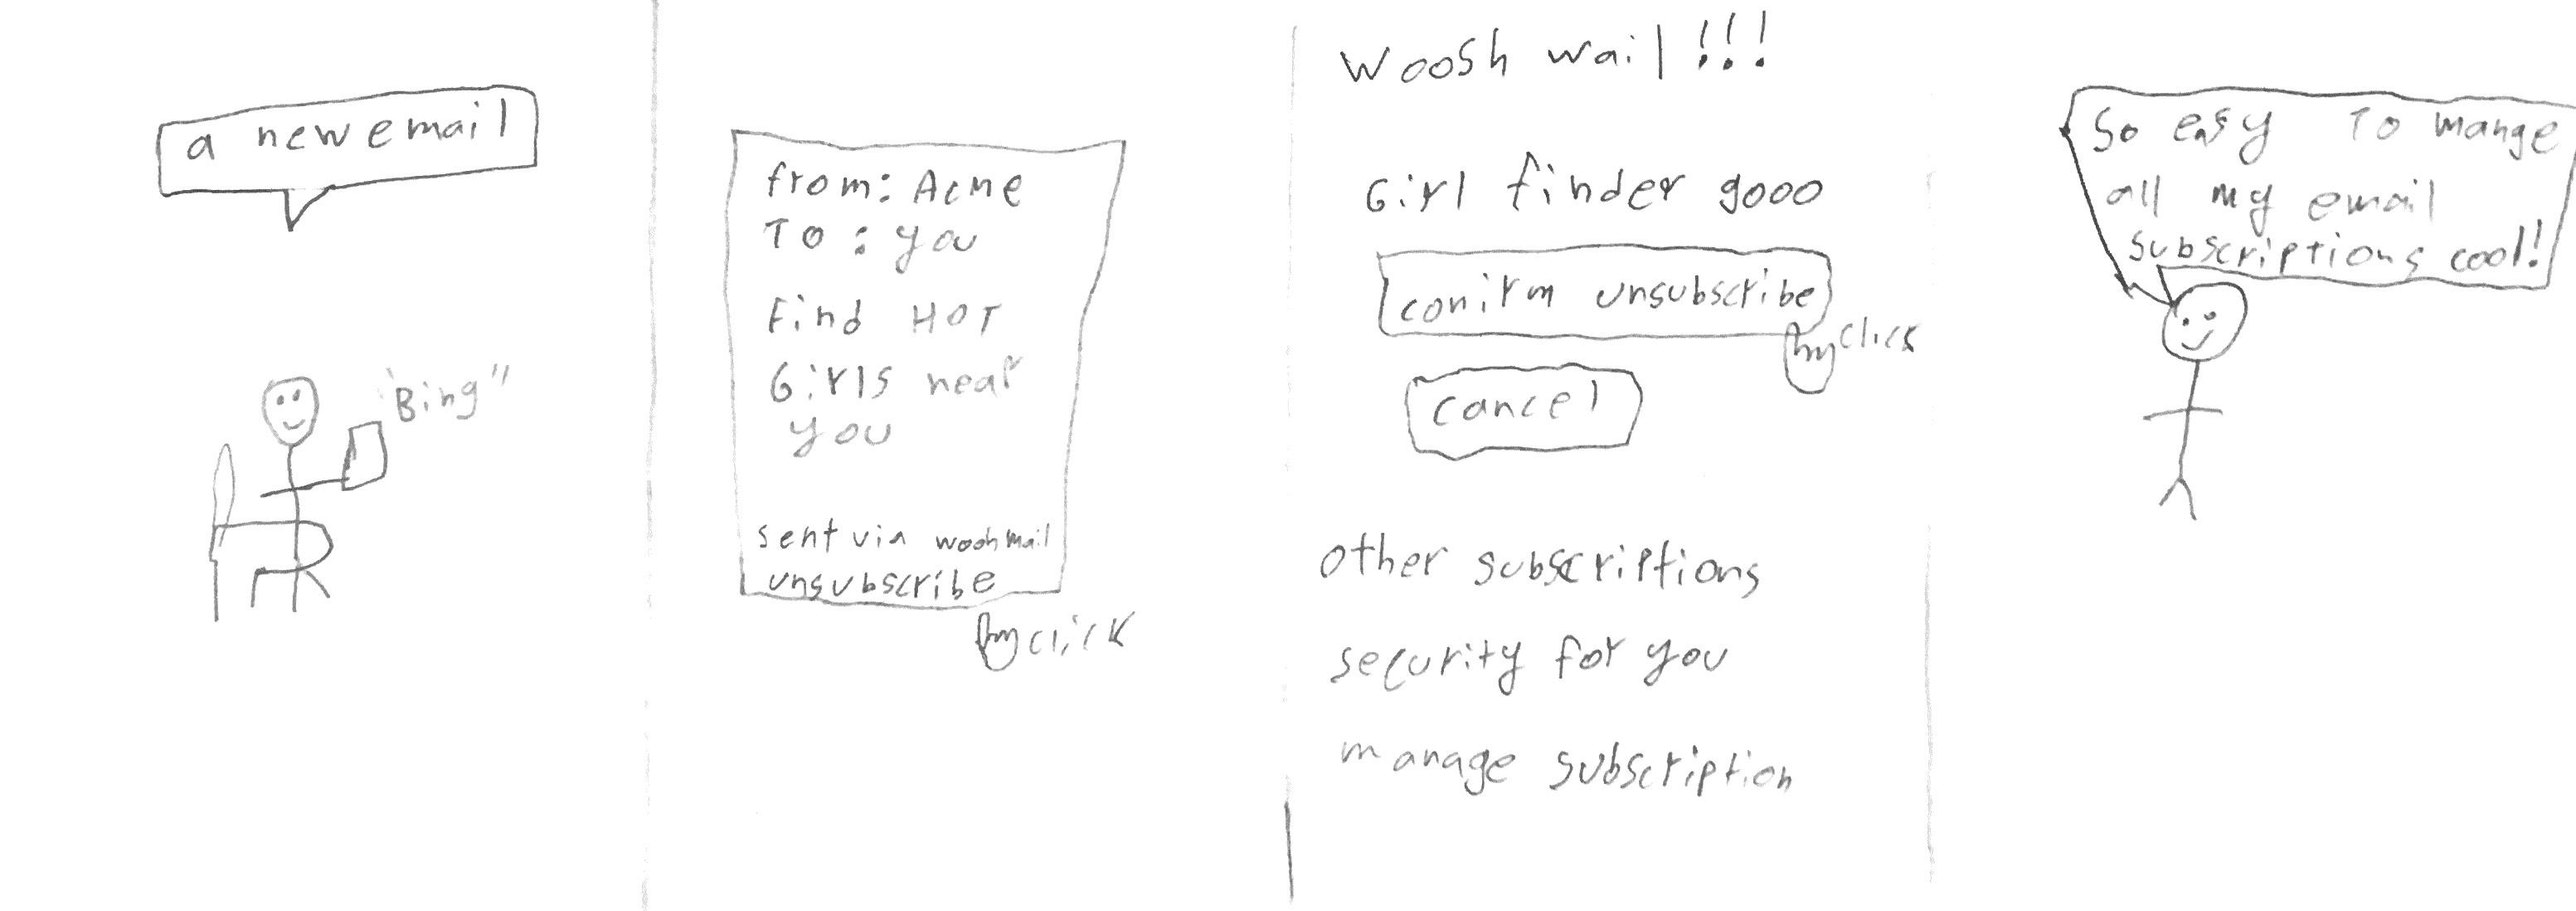 a new email
"Bing"
from: Acme
To: you
Find HOT
Girls near
you
sent via wooshmail
unsubscribe
click
Woosh wail!!!
Girl finder gooo
conirm unsubscribe
click
cancel
other subscriptions
security for you
manage subscription
So easy To mange
all my email
subscriptions cool!